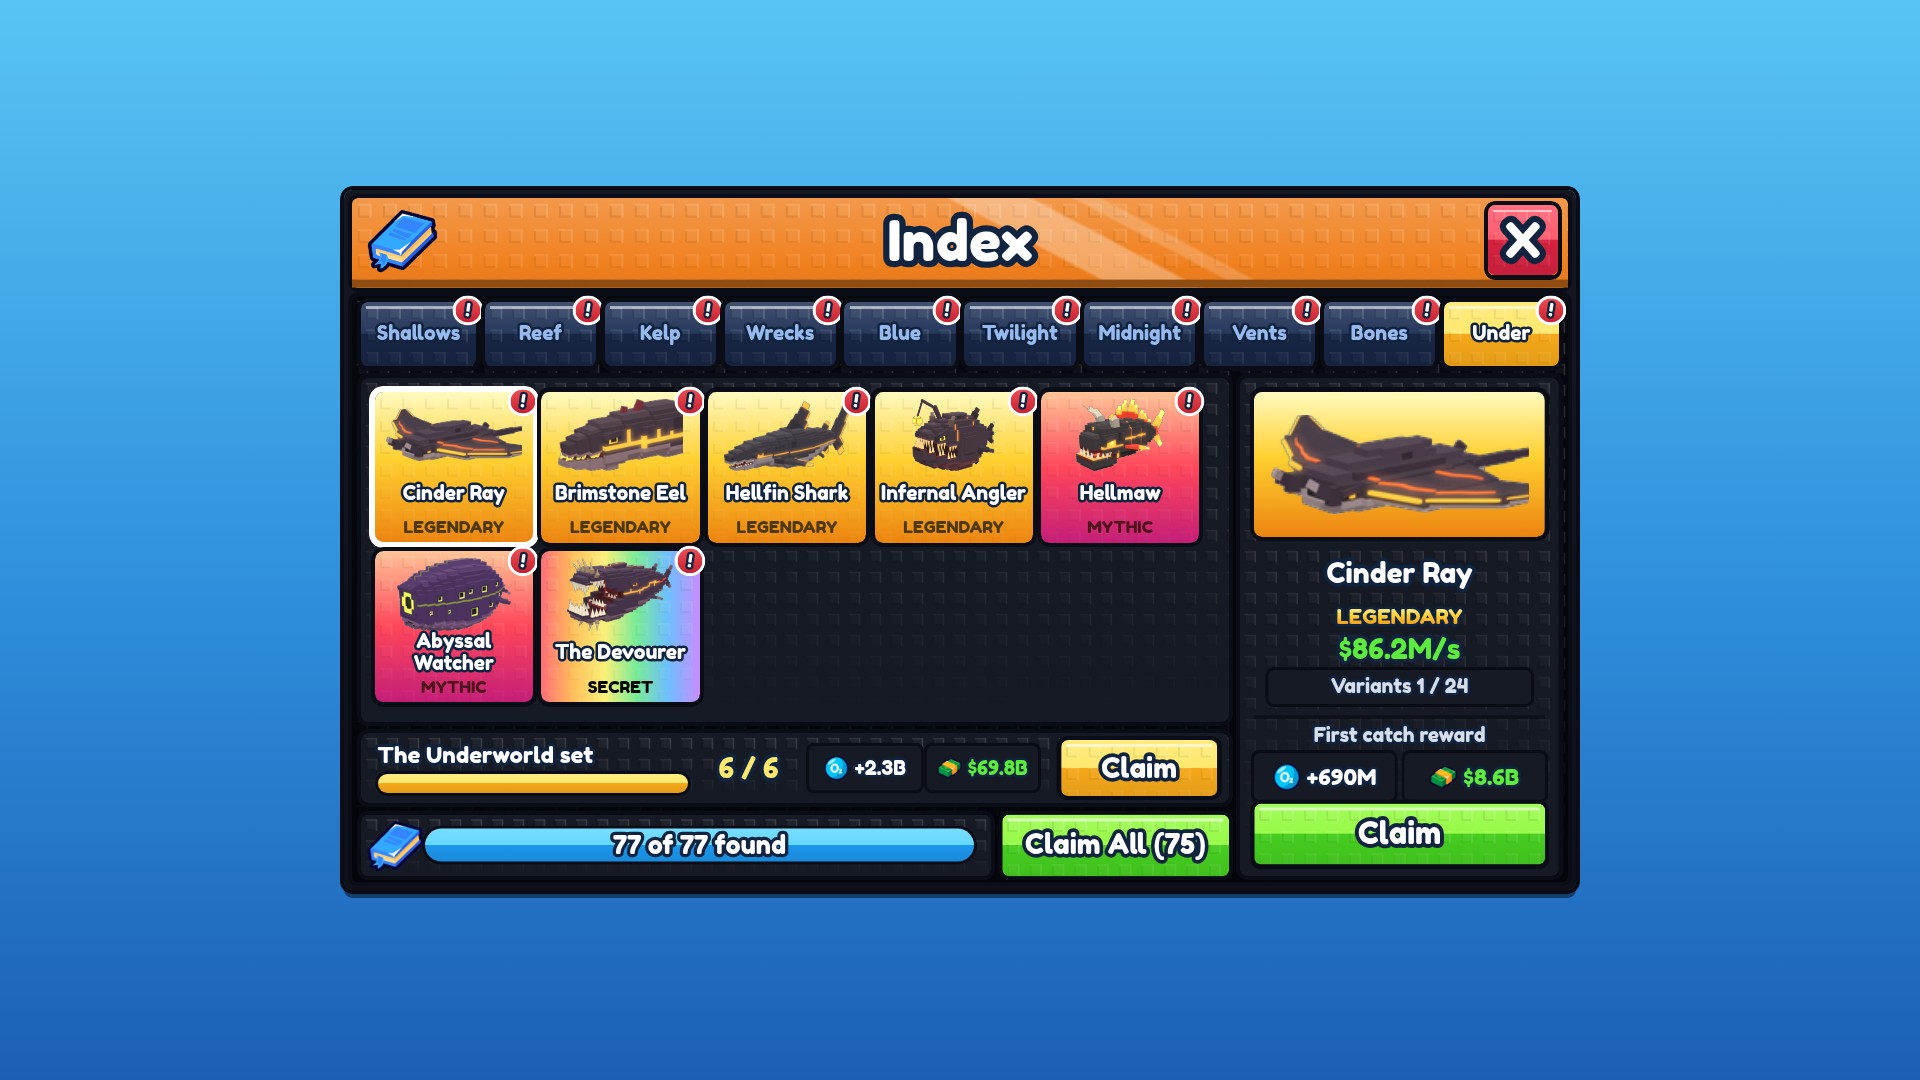 Index
Shallows
Reef
Kelp
Wrecks
Blue
Twilight
Midnight
Vents
Bones
Under
Cinder Ray
LEGENDARY
Brimstone Eel
LEGENDARY
Hellfin Shark
LEGENDARY
Infernal Angler
LEGENDARY
Hellmaw
MYTHIC
Abyssal
Watcher
MYTHIC
The Devourer
SECRET
Cinder Ray
LEGENDARY
$86.2M/s
Variants 1 / 24
First catch reward
O₂ +690M
$8.6B
Claim
The Underworld set
6 / 6
O₂ +2.3B
$69.8B
Claim
77 of 77 found
Claim All (75)